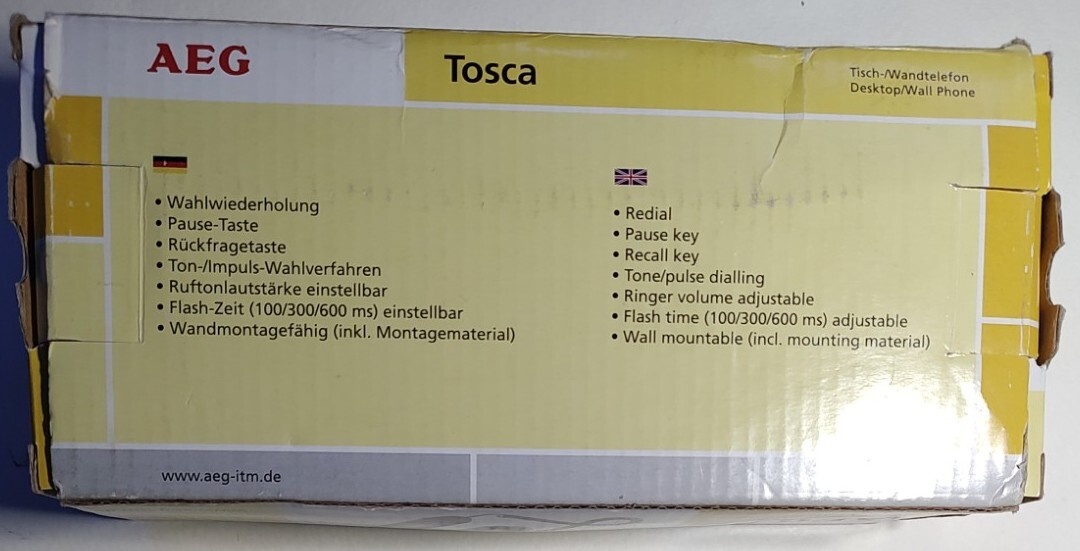 AEG
Tosca
Tisch-/Wandtelefon
Desktop/Wall Phone
• Wahlwiederholung
• Pause-Taste
• Rückfragetaste
• Ton-/Impuls-Wahlverfahren
• Ruftonlautstärke einstellbar
• Flash-Zeit (100/300/600 ms) einstellbar
• Wandmontagefähig (inkl. Montagematerial)
• Redial
• Pause key
• Recall key
• Tone/pulse dialling
• Ringer volume adjustable
• Flash time (100/300/600 ms) adjustable
• Wall mountable (incl. mounting material)
www.aeg-itm.de